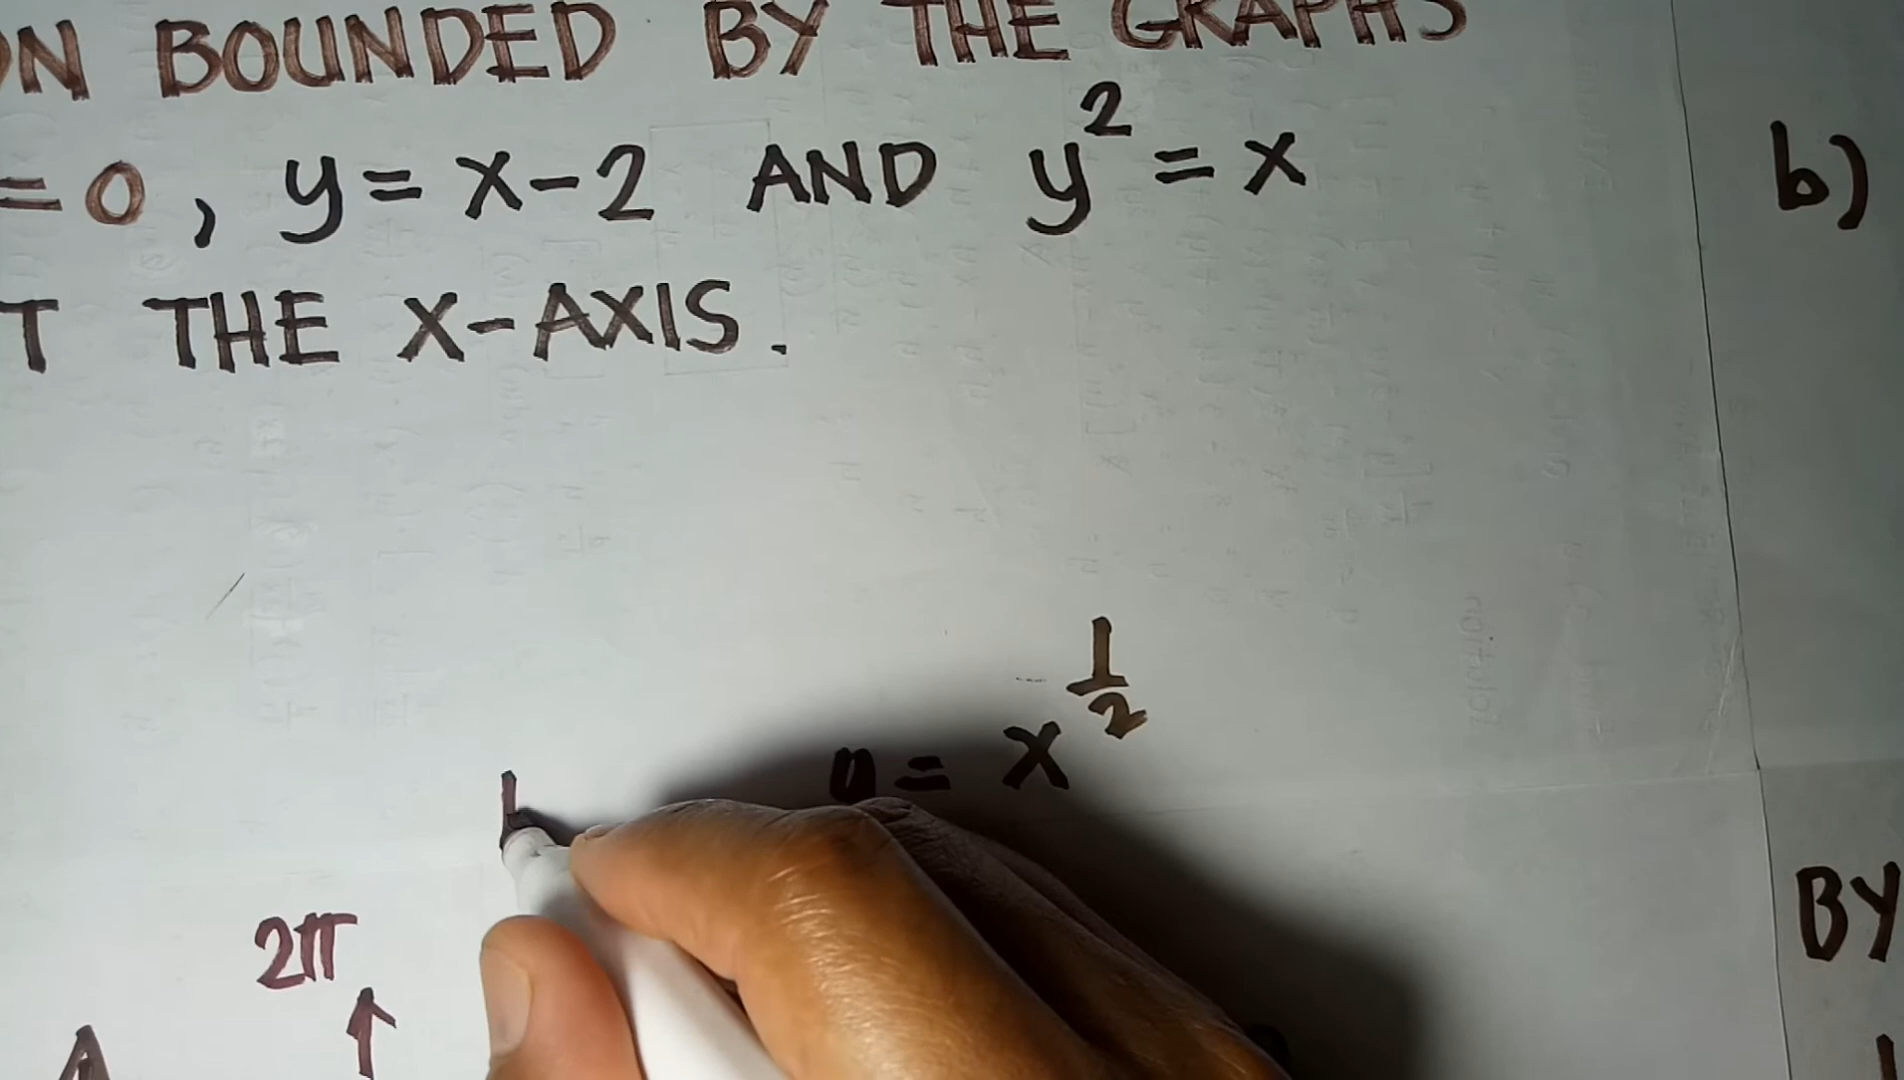 BOUNDED BY THE GRAPHS
=0, y = x-2 AND y² = x
b)
THE X-AXIS.
= x^1/2
2π
BY